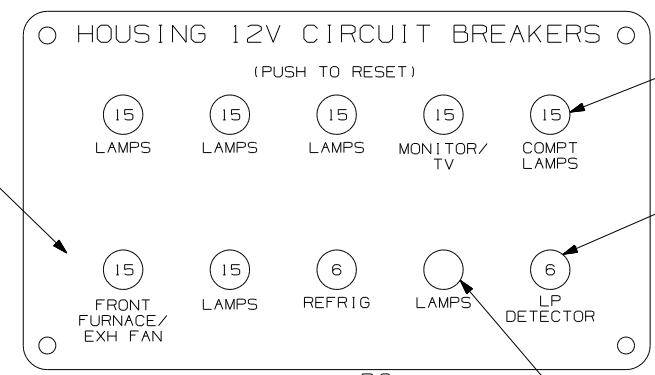 HOUSING 12V CIRCUIT BREAKERS
(PUSH TO RESET)
15 15 15 15 15
LAMPS LAMPS LAMPS MONITOR/ COMPT
TV LAMPS
15 15 6 6
FRONT LAMPS REFRIG LAMPS LP
FURNACE/ DETECTOR
EXH FAN